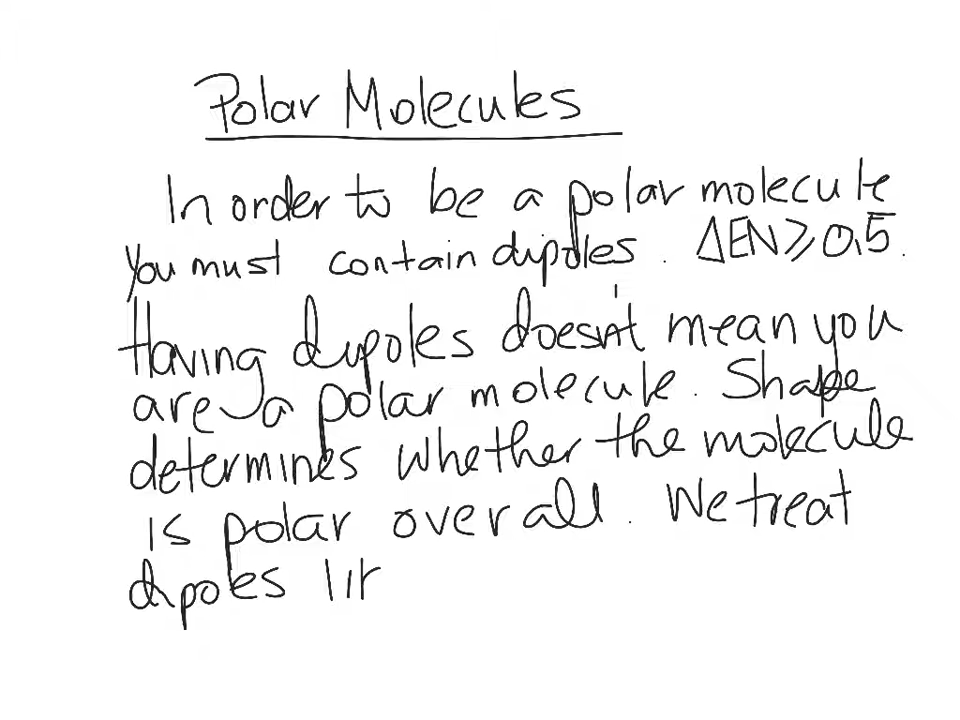 Polar Molecules
In order to be a polar molecule
You must contain dipoles. ΔEN ≥ 0.5.
Having dipoles doesn't mean you
are a polar molecule. Shape
determines whether the molecule
is polar overall. We treat
dipoles